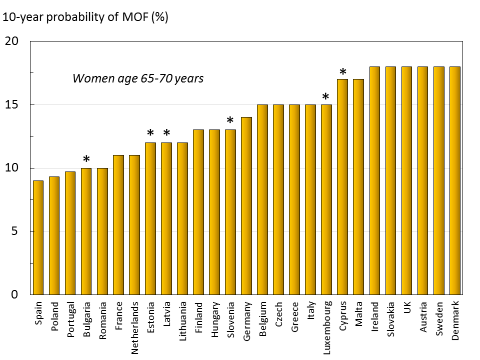 10-year probability of MOF (%)
20
Women age 65-70 years
15
10
5
0
* * * * * *
Spain
Poland
Portugal
Bulgaria
Romania
France
Netherlands
Estonia
Latvia
Lithuania
Finland
Hungary
Slovenia
Germany
Belgium
Czech
Greece
Italy
Luxembourg
Cyprus
Malta
Ireland
Slovakia
UK
Austria
Sweden
Denmark